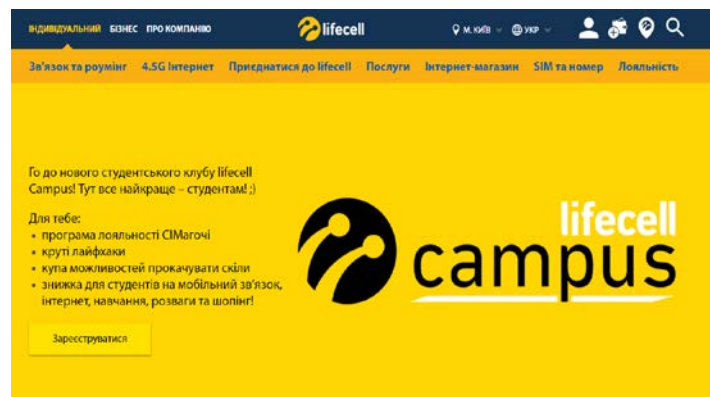 ІНДИВІДУАЛЬНИЙ БІЗНЕС ПРО КОМПАНІЮ lifecell М. КИЇВ УКР
Зв'язок та роумінг 4.5G Інтернет Приєднатися до lifecell Послуги Інтернет-магазин SIM та номер Лояльність
Го до нового студентського клубу lifecell
Campus! Тут все найкраще – студентам! ;)
Для тебе:
• програма лояльності СІМагочі
• круті лайфхаки
• купа можливостей прокачувати скіли
• знижка для студентів на мобільний зв'язок,
інтернет, навчання, розваги та шопінг!
Зареєструватися
lifecell
campus